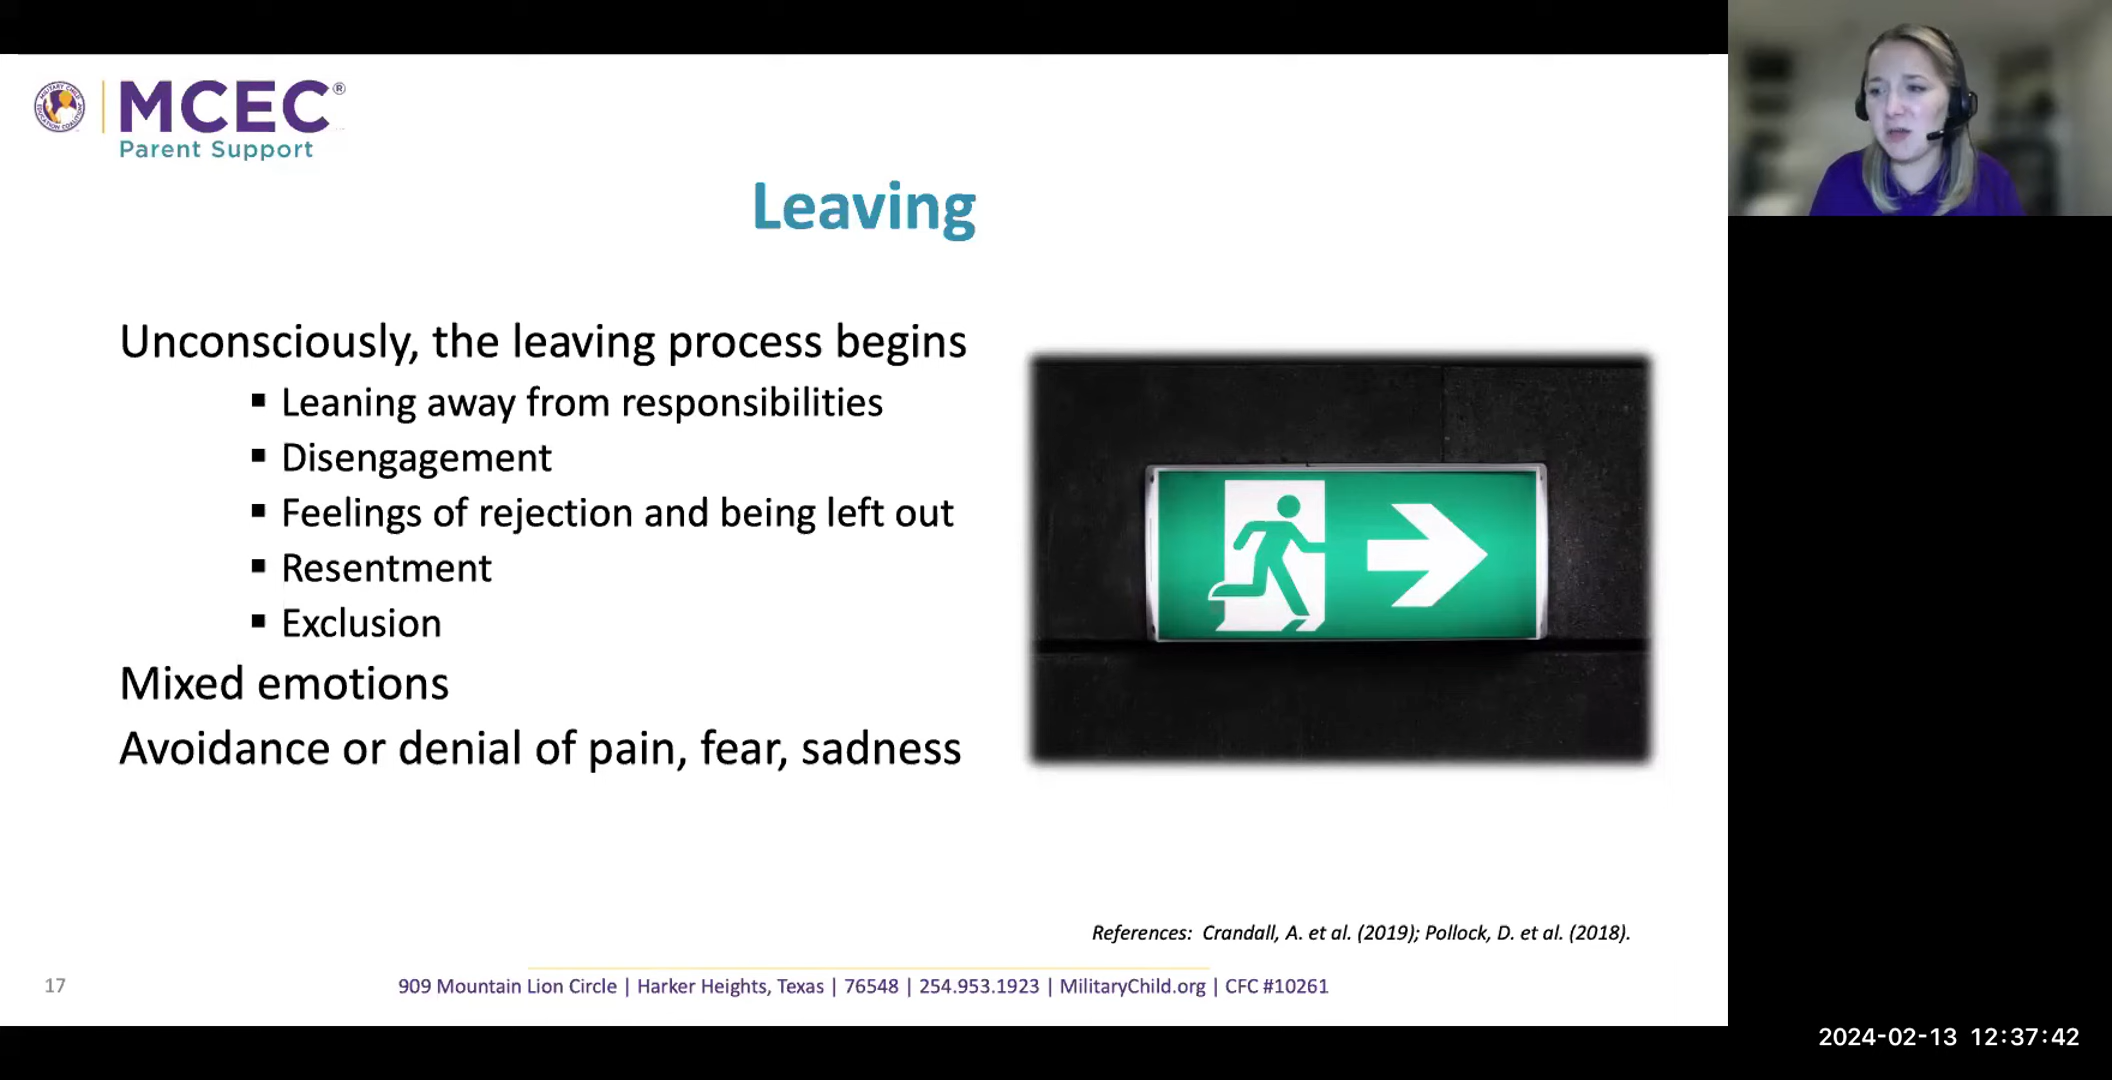 MCEC®
Parent Support
Leaving
Unconsciously, the leaving process begins
▪ Leaning away from responsibilities
▪ Disengagement
▪ Feelings of rejection and being left out
▪ Resentment
▪ Exclusion
Mixed emotions
Avoidance or denial of pain, fear, sadness
References: Crandall, A. et al. (2019); Pollock, D. et al. (2018).
17
909 Mountain Lion Circle | Harker Heights, Texas | 76548 | 254.953.1923 | MilitaryChild.org | CFC #10261
2024-02-13 12:37:42